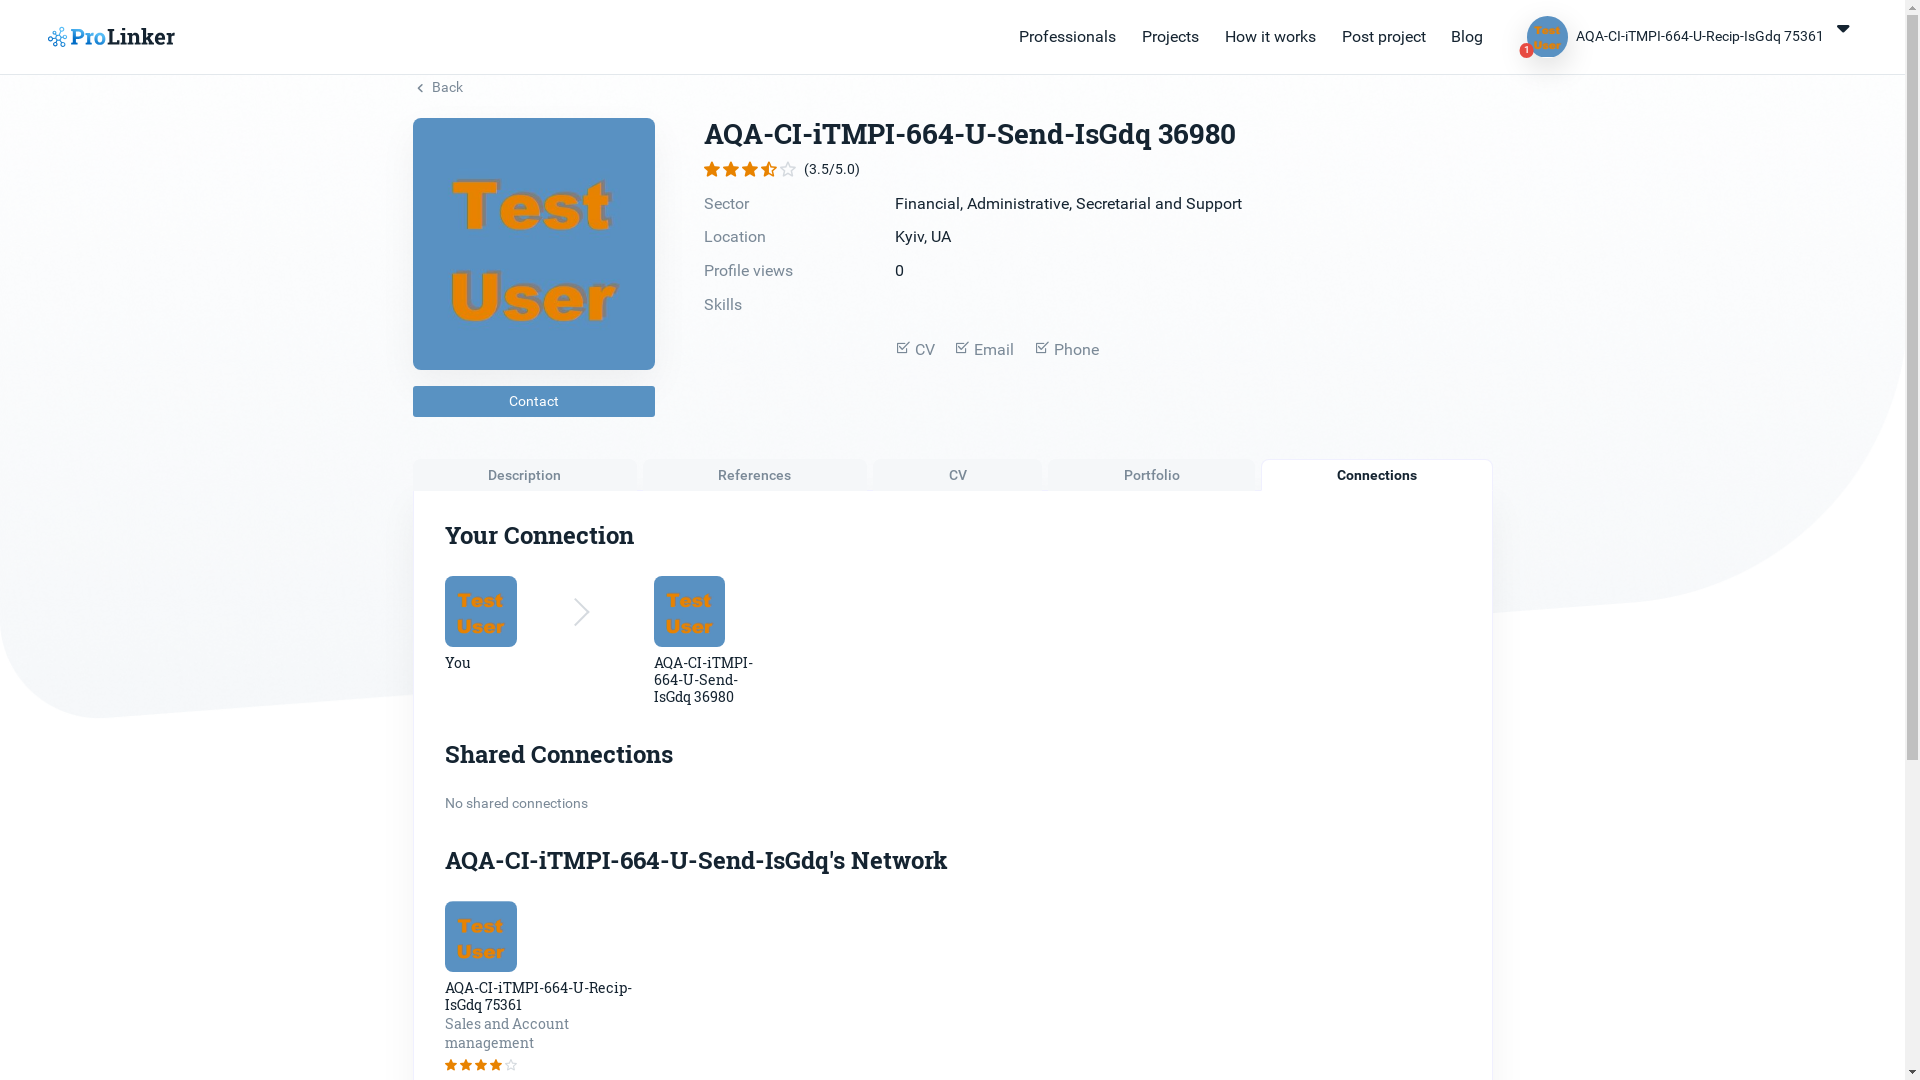 ProLinker
Professionals
Projects
How it works
Post project
Blog
Test
User
1
AQA-CI-iTMPI-664-U-Recip-IsGdq 75361
Back
Test
User
Contact
AQA-CI-iTMPI-664-U-Send-IsGdq 36980
(3.5/5.0)
Sector Financial, Administrative, Secretarial and Support
Location Kyiv, UA
Profile views 0
Skills
CV Email Phone
Description
References
CV
Portfolio
Connections
Your Connection
Test
User
You
Test
User
AQA-CI-iTMPI-
664-U-Send-
IsGdq 36980
Shared Connections
No shared connections
AQA-CI-iTMPI-664-U-Send-IsGdq's Network
Test
User
AQA-CI-iTMPI-664-U-Recip-
IsGdq 75361
Sales and Account
management